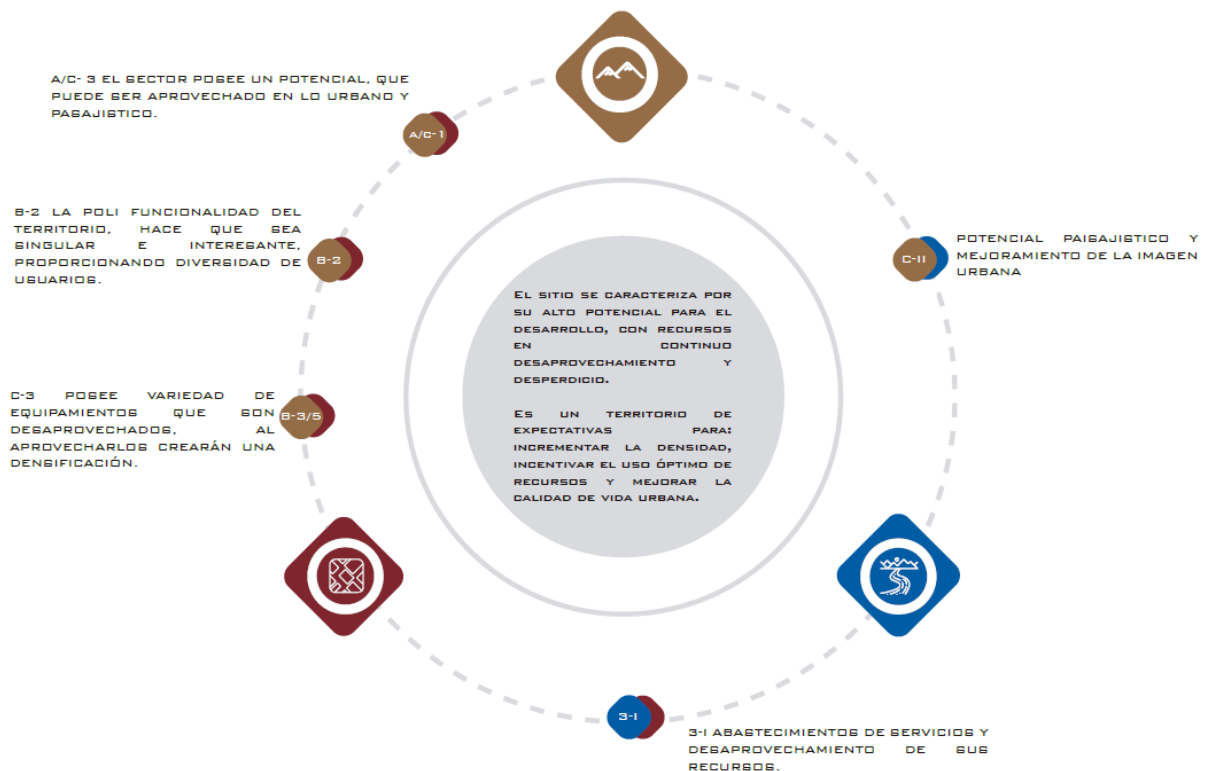 A/C- 3 EL SECTOR POSEE UN POTENCIAL, QUE
PUEDE SER APROVECHADO EN LO URBANO Y
PASAJISTICO.
A/C-1
B-2 LA POLI FUNCIONALIDAD DEL
TERRITORIO, HACE QUE SEA
SINGULAR E INTERESANTE,
PROPORCIONANDO DIVERSIDAD DE
USUARIOS.
B-2
C-3 POSEE VARIEDAD DE
EQUIPAMIENTOS QUE SON
DESAPROVECHADOS, AL
APROVECHARLOS CREARÁN UNA
DENSIFICACIÓN.
B-3/5
EL SITIO SE CARACTERIZA POR
SU ALTO POTENCIAL PARA EL
DESARROLLO, CON RECURSOS
EN CONTINUO
DESAPROVECHAMIENTO Y
DESPERDICIO.
ES UN TERRITORIO DE
EXPECTATIVAS PARA:
INCREMENTAR LA DENSIDAD,
INCENTIVAR EL USO ÓPTIMO DE
RECURSOS Y MEJORAR LA
CALIDAD DE VIDA URBANA.
C-II
POTENCIAL PAISAJISTICO Y
MEJORAMIENTO DE LA IMAGEN
URBANA
3-I
3-I ABASTECIMIENTOS DE SERVICIOS Y
DESAPROVECHAMIENTO DE SUS
RECURSOS.